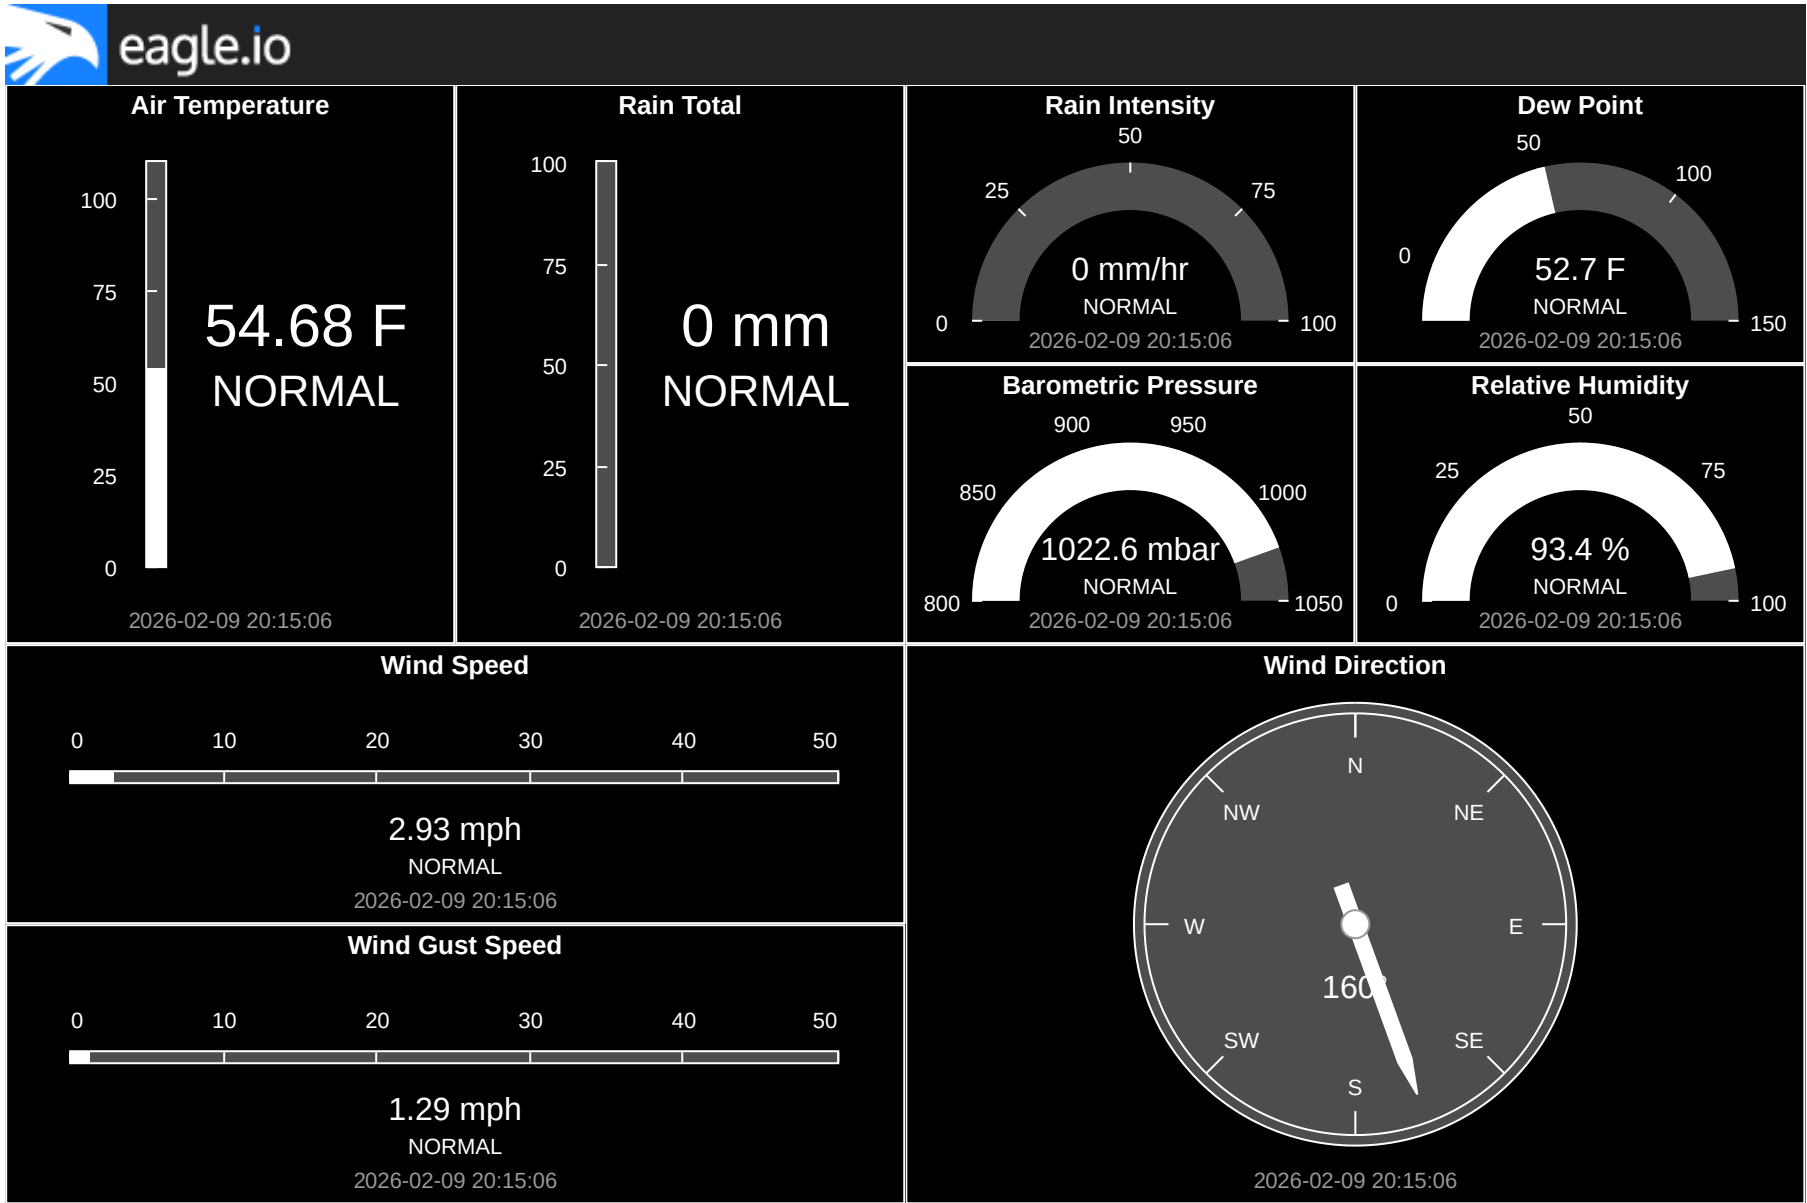 eagle.io
Air Temperature
100
75
50
25
0
54.68 F
NORMAL
2026-02-09 20:15:06
Rain Total
100
75
50
25
0
0 mm
NORMAL
2026-02-09 20:15:06
Rain Intensity
0
25
50
75
100
0 mm/hr
NORMAL
2026-02-09 20:15:06
Dew Point
0
50
100
150
52.7 F
NORMAL
2026-02-09 20:15:06
Barometric Pressure
800
850
900
950
1000
1050
1022.6 mbar
NORMAL
2026-02-09 20:15:06
Relative Humidity
0
25
50
75
100
93.4 %
NORMAL
2026-02-09 20:15:06
Wind Speed
0 10 20 30 40 50
2.93 mph
NORMAL
2026-02-09 20:15:06
Wind Gust Speed
0 10 20 30 40 50
1.29 mph
NORMAL
2026-02-09 20:15:06
Wind Direction
N
NW NE
W E
160°
SW SE
S
2026-02-09 20:15:06